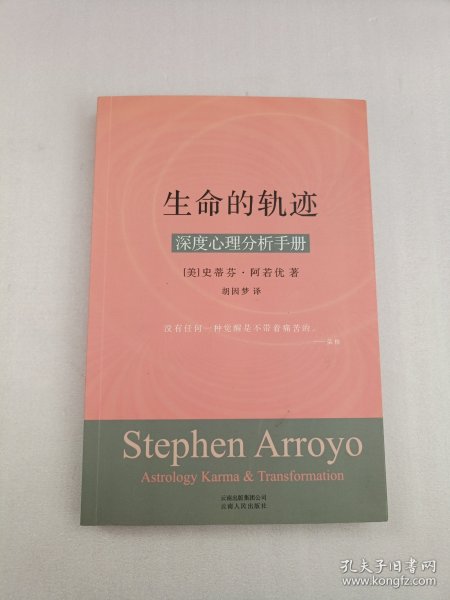 生命的轨迹
深度心理分析手册
[美]史蒂芬·阿若优 著
胡因梦 译
没有任何一种觉醒是不带着痛苦的。
——荣格
Stephen Arroyo
Astrology Karma & Transformation
云南出版集团公司
云南人民出版社
孔夫子旧书网
www.kongfz.com